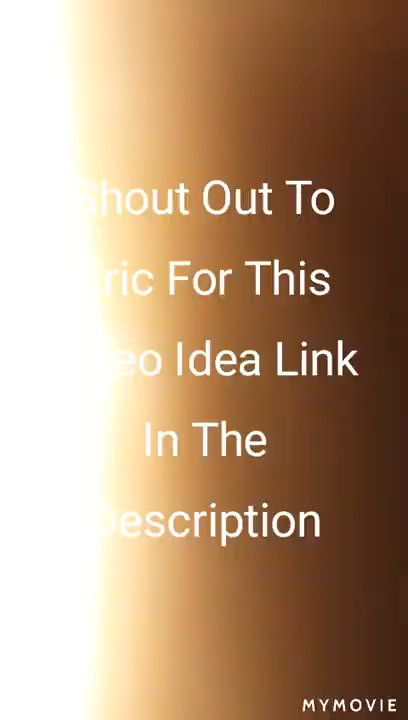 Shout Out To
For This
Idea Link
In The
Description
MYMOVIE